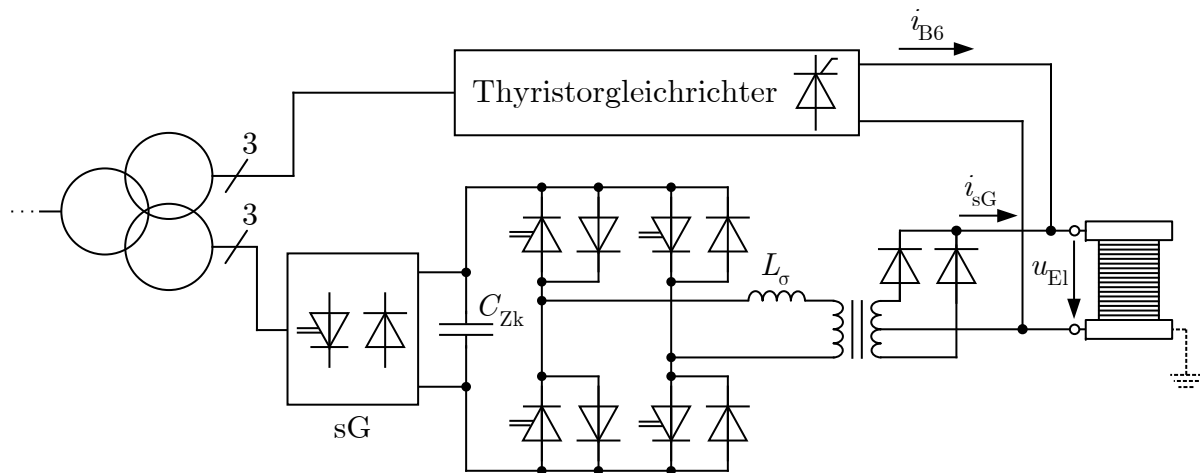 i_B6
Thyristorgleichrichter
3
3
i_sG
L_σ
u_El
C_Zk
sG